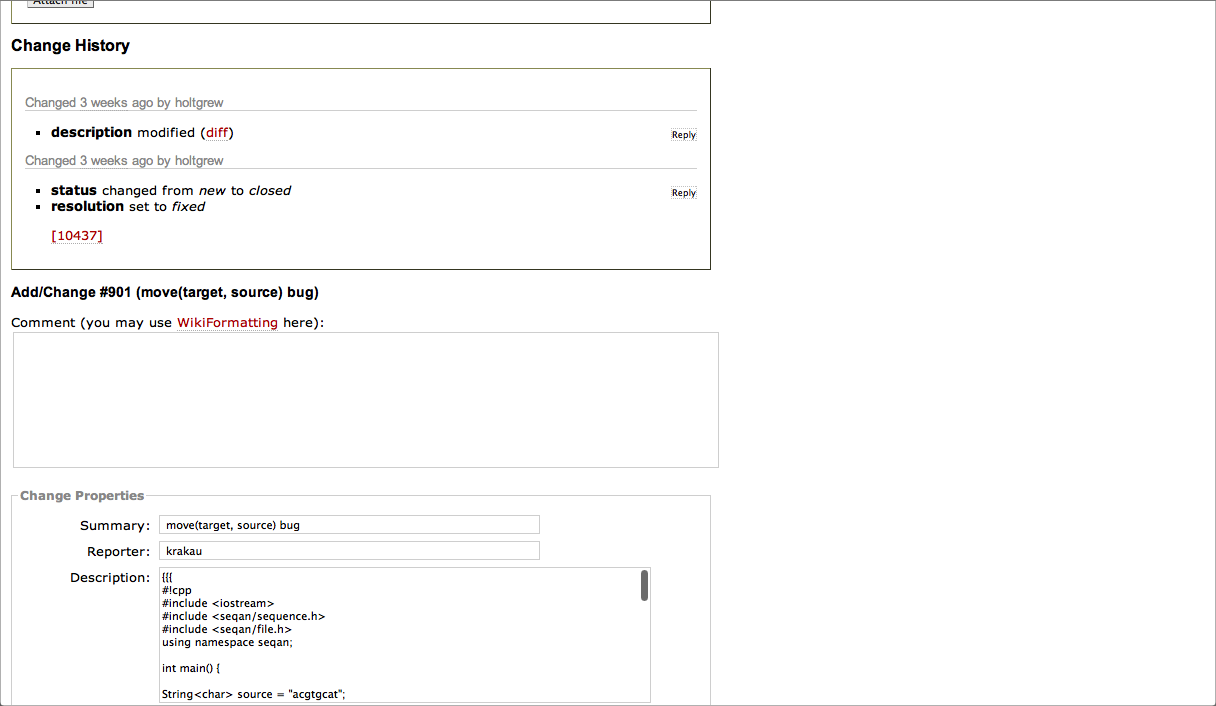 Attach file
Change History
Changed 3 weeks ago by holtgrew
description modified (diff)
Reply
Changed 3 weeks ago by holtgrew
status changed from new to closed
Reply
resolution set to fixed
[10437]
Add/Change #901 (move(target, source) bug)
Comment (you may use WikiFormatting here):
Change Properties
Summary: move(target, source) bug
Reporter: krakau
Description: {{{
#!cpp
#include <iostream>
#include <seqan/sequence.h>
#include <seqan/file.h>
using namespace seqan;
int main() {
String<char> source = "acgtgcat";